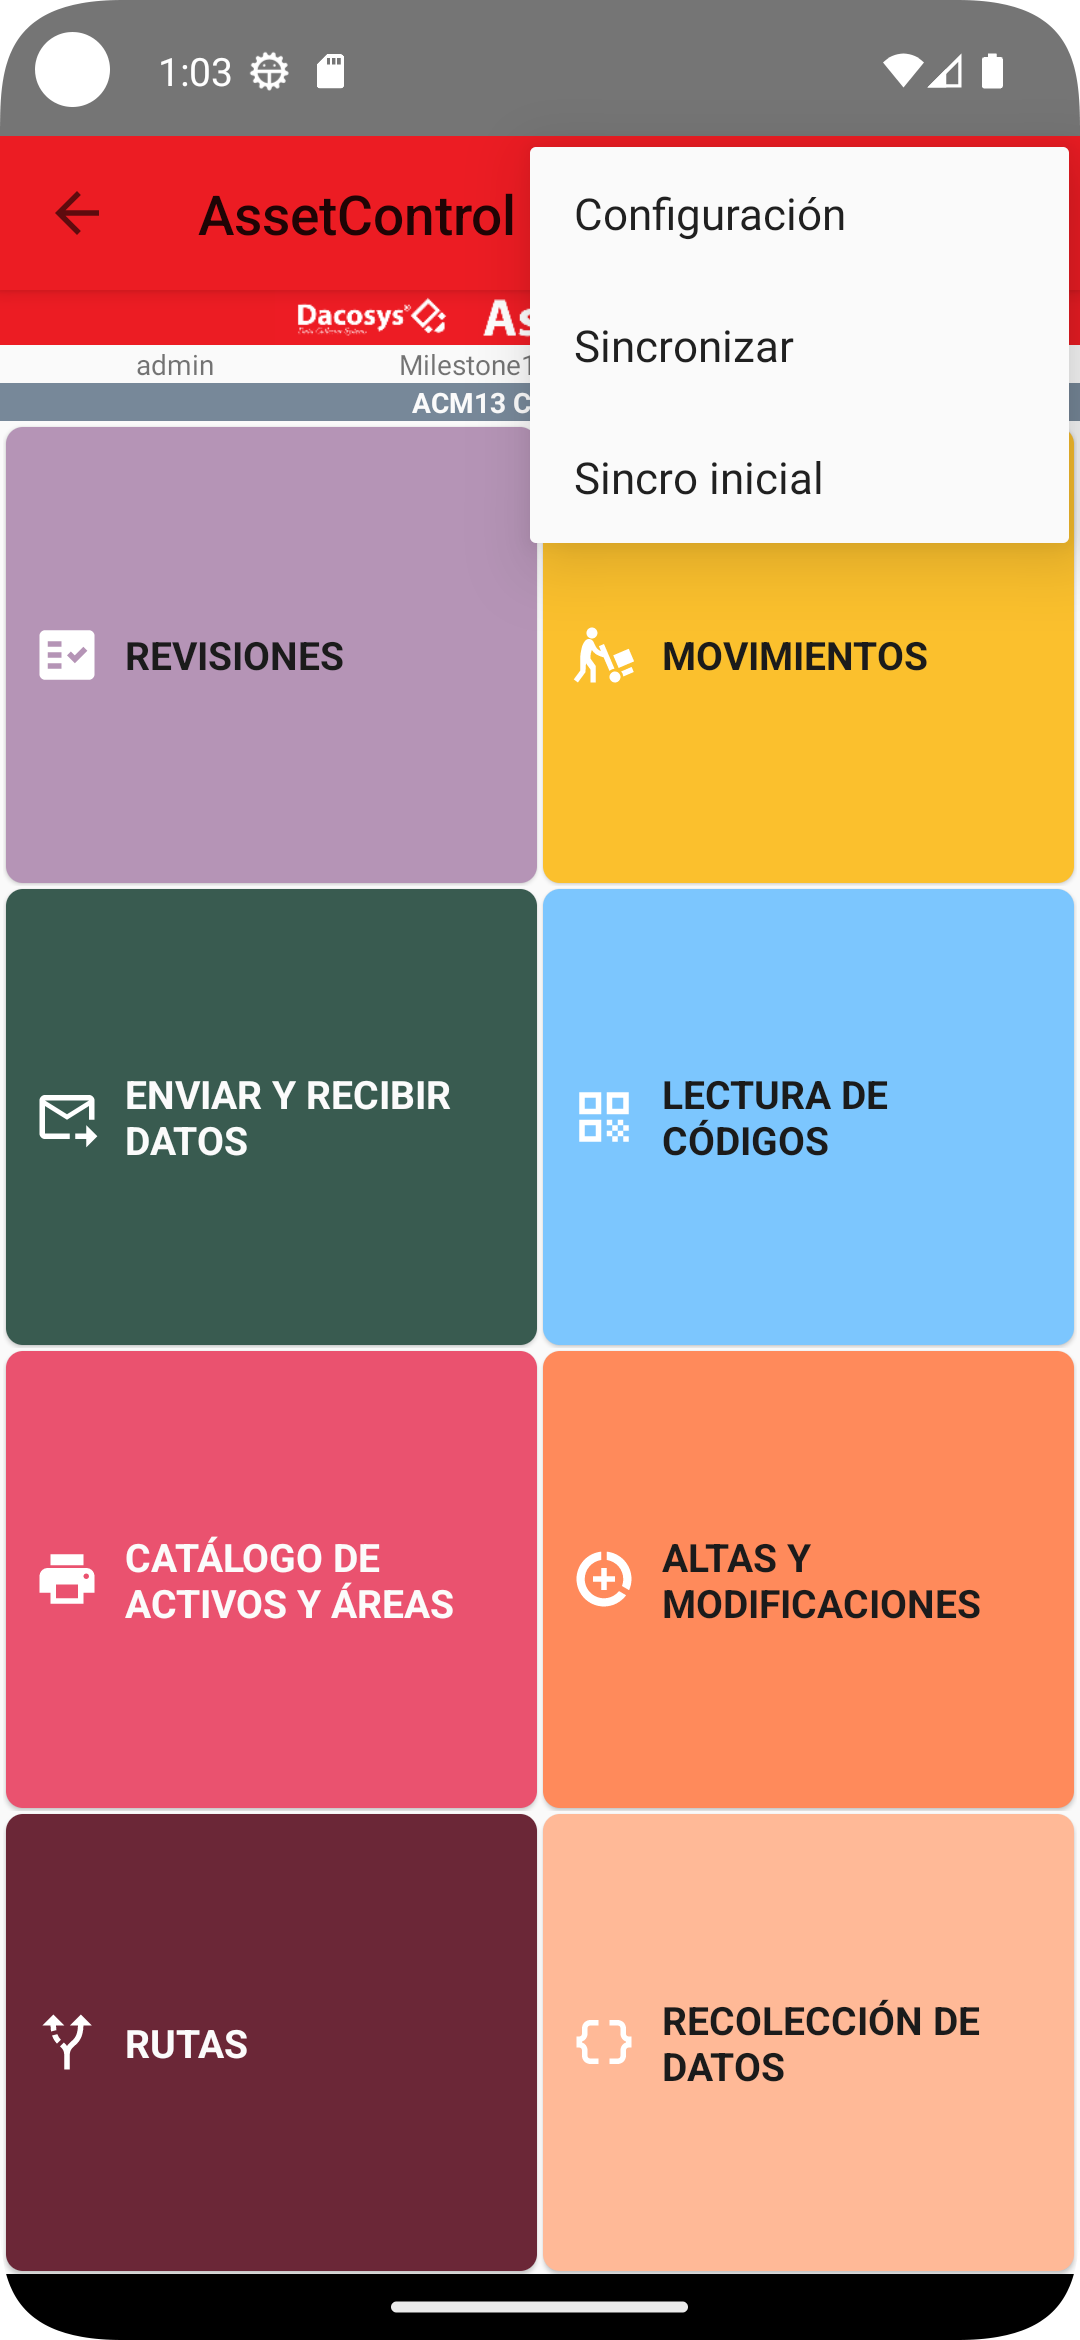 1:03
AssetControl
Configuración
Sincronizar
Sincro inicial
Dacosys®
As
admin
Milestone1
ACM13 C
REVISIONES
MOVIMIENTOS
ENVIAR Y RECIBIR
DATOS
LECTURA DE
CÓDIGOS
CATÁLOGO DE
ACTIVOS Y ÁREAS
ALTAS Y
MODIFICACIONES
RUTAS
RECOLECCIÓN DE
DATOS